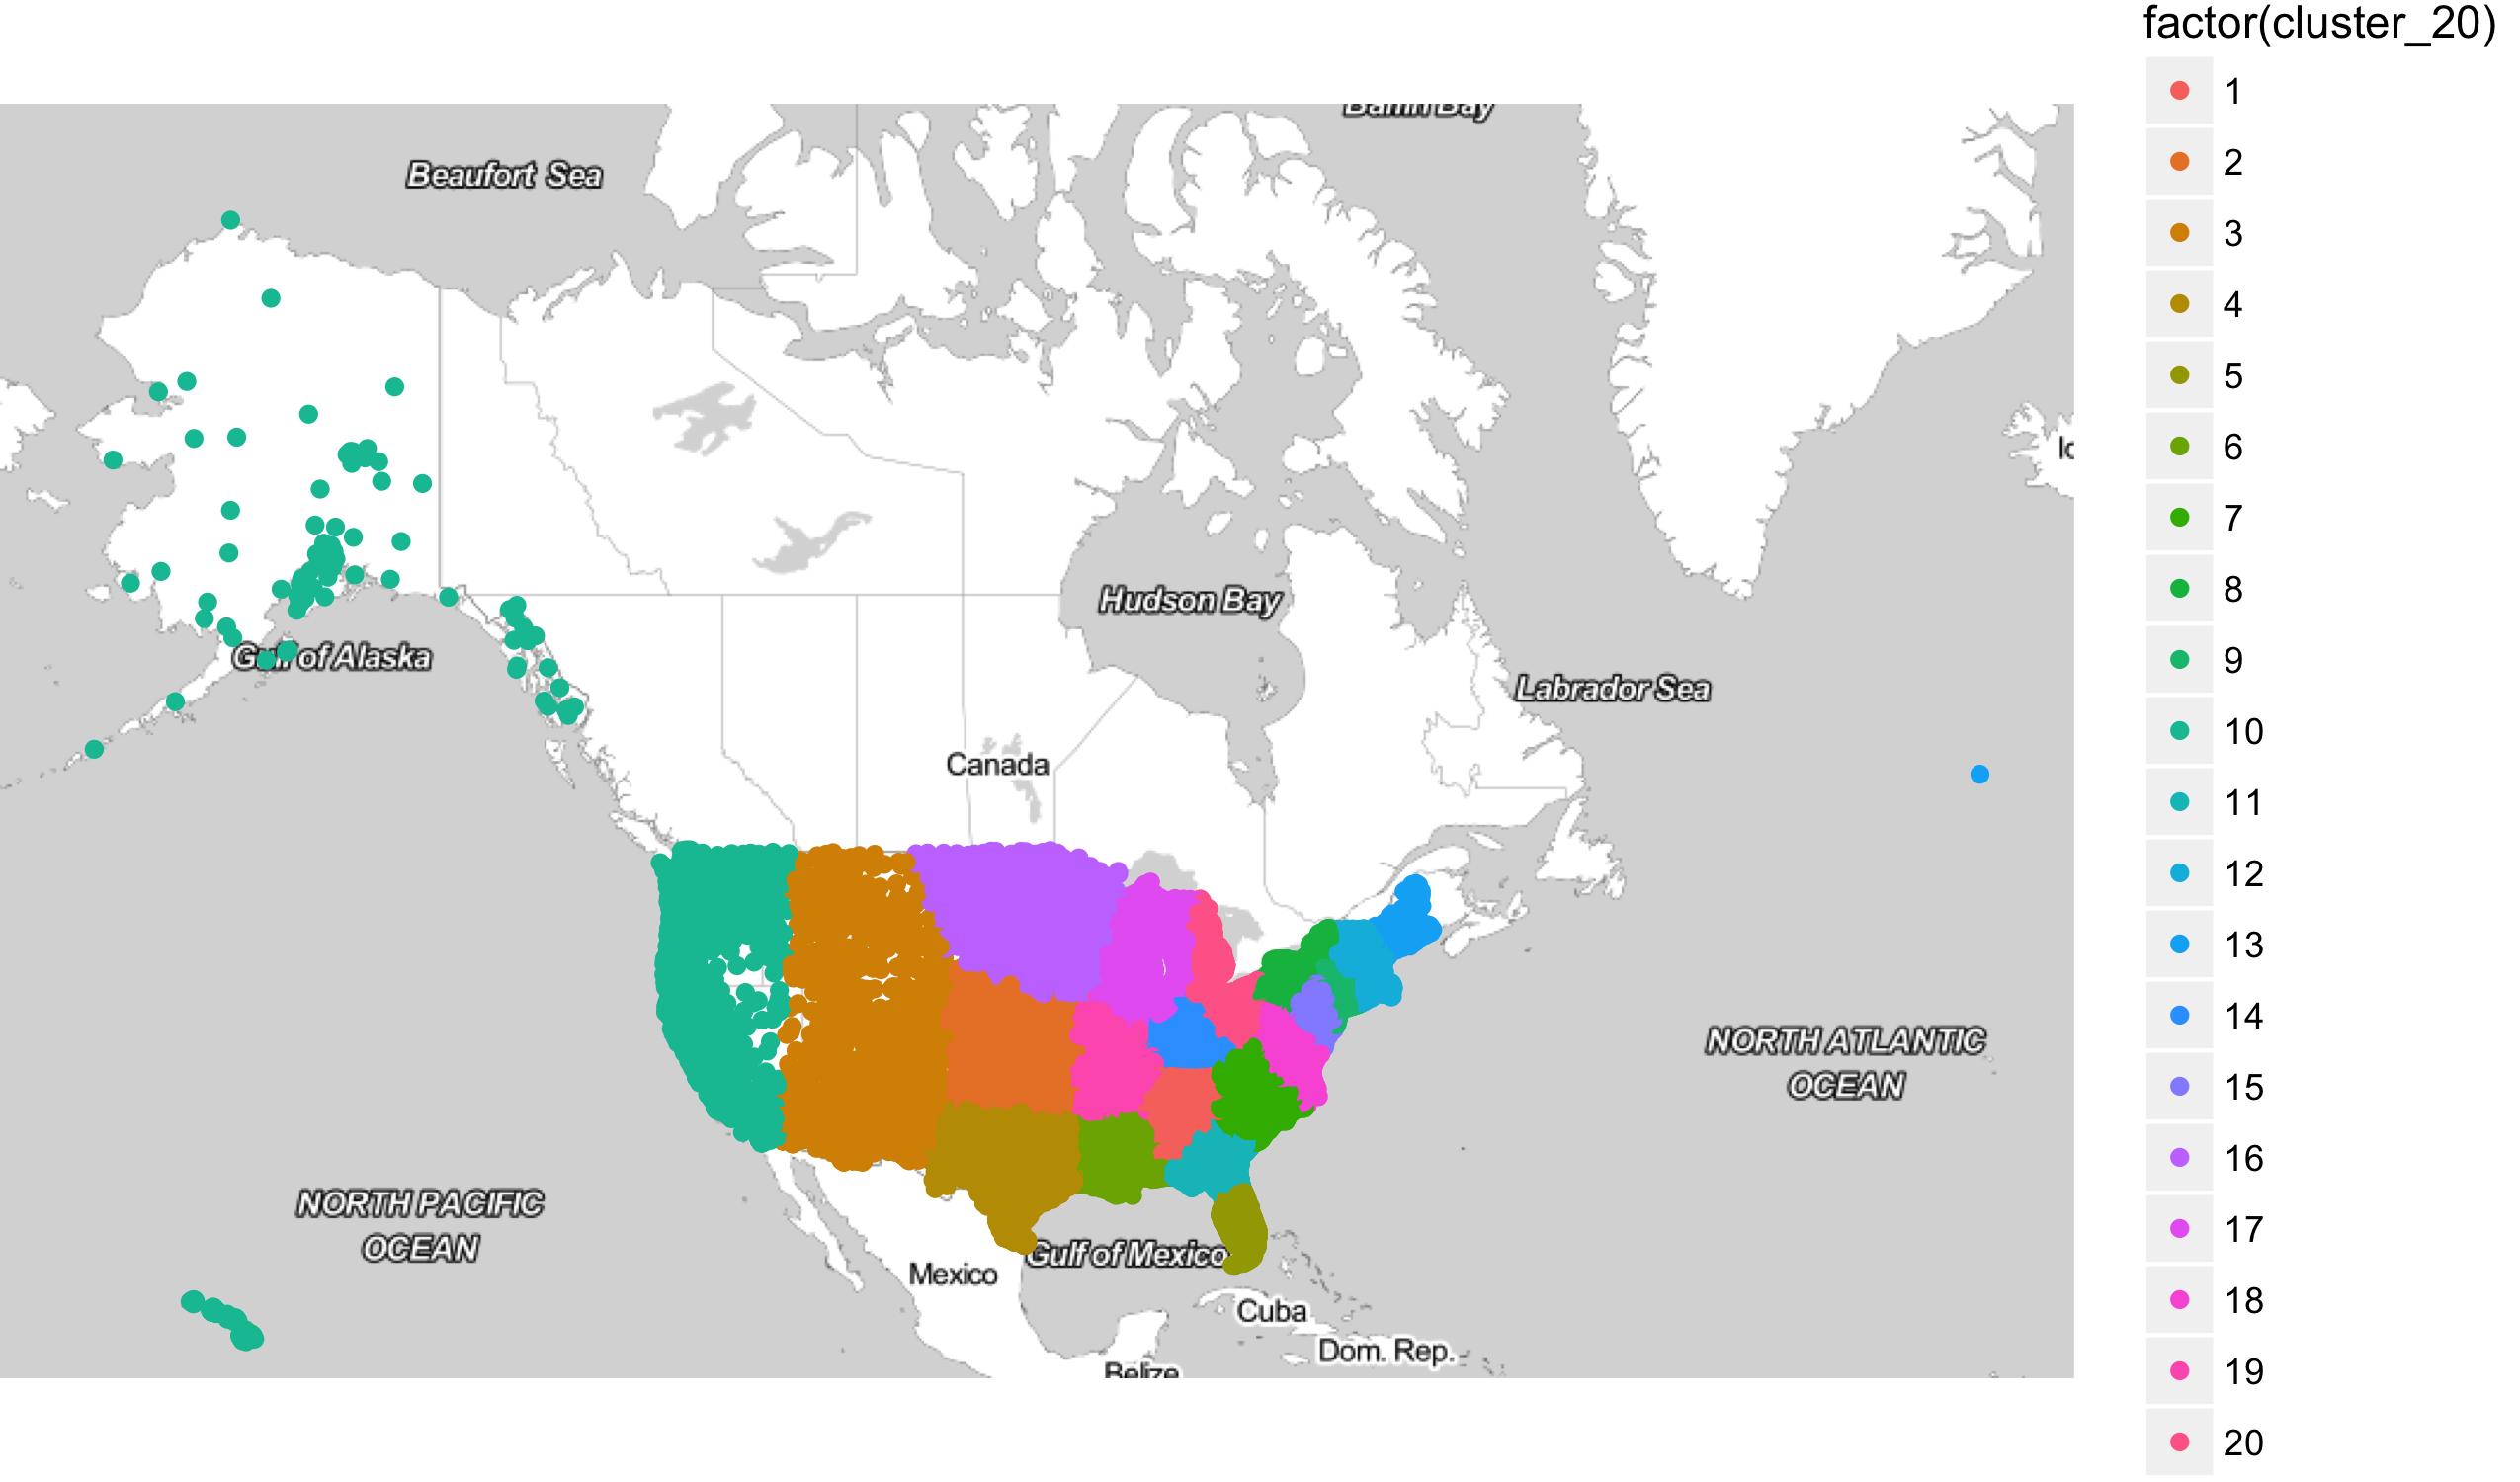 factor(cluster_20)
1
2
3
4
5
6
7
8
9
10
11
12
13
14
15
16
17
18
19
20
Baffin Bay
Beaufort Sea
Hudson Bay
Gulf of Alaska
Labrador Sea
Canada
NORTH ATLANTIC
OCEAN
NORTH PACIFIC
OCEAN
Gulf of Mexico
Mexico
Cuba
Dom. Rep.
Belize